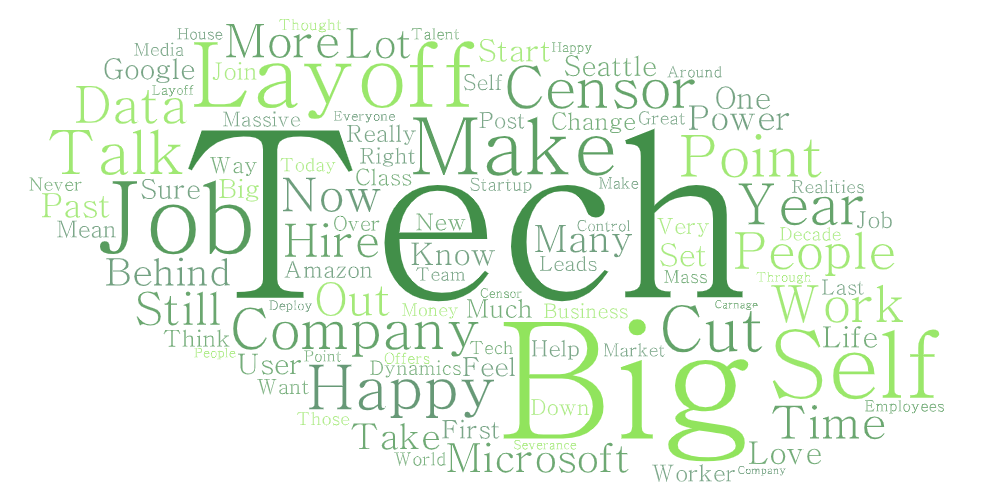 Thought
House
More
Lot
Talent
Media
Layoff
Start
Happy
Google
Join
Self
Seattle
Around
Layoff
Censor
Data
One
Massive
Everyone
Post
Change
Great
Power
Talk
Really
Make
Point
Way
Today
Right
Tech
Never
Sure
Big
Class
Startup
Make
Realities
Job
Now
Year
Past
Over
New
Control
Very
Job
Mean
Hire
Many
Decade
People
Know
Set
Behind
Amazon
Team
Leads
Mass
Through
Last
Still
Deploy
Out
Censor
Carnage
Work
Money
Much
Business
Company
Cut
Think
Life
People
Point
Offers
Tech
Help
Market
Self
User
Dynamics
Feel
Big
Want
Happy
Down
Employees
Those
Take
First
Time
Severance
World
Microsoft
Love
Worker
Company